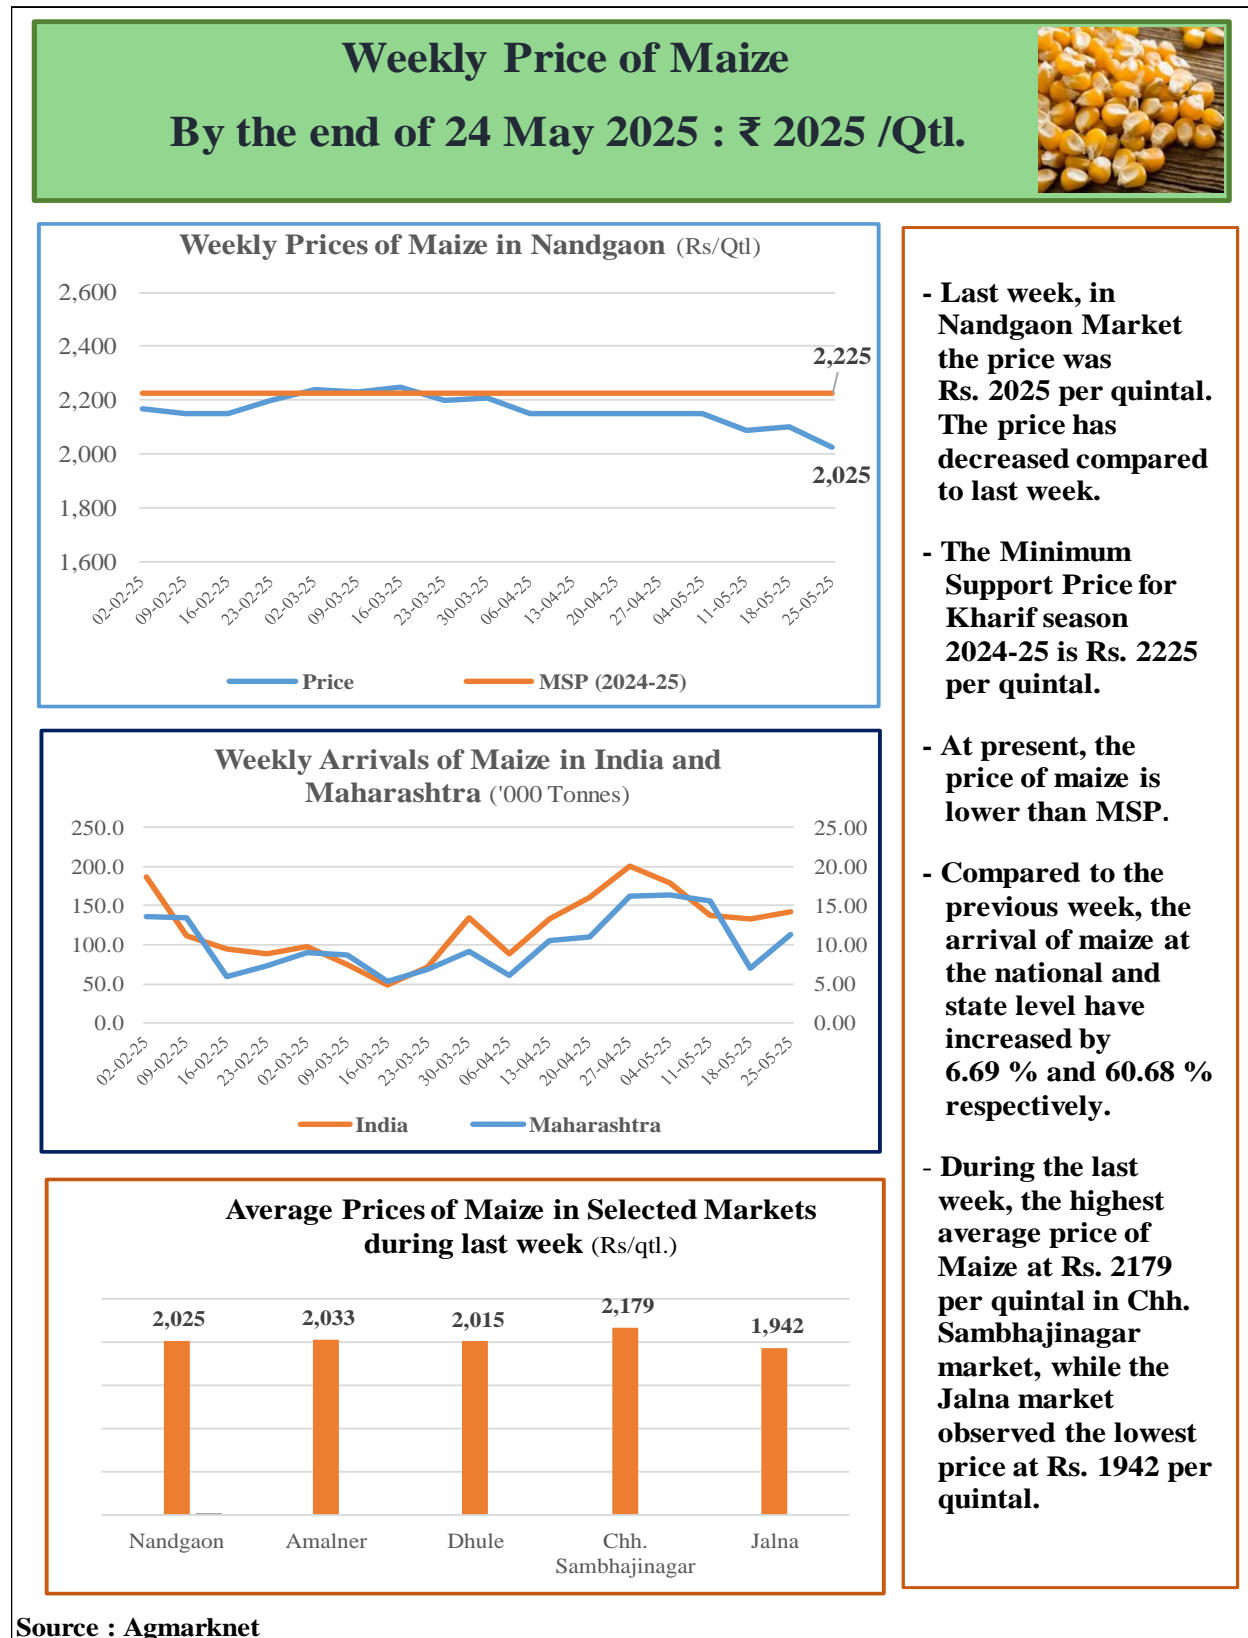 Weekly Price of Maize
By the end of 24 May 2025 : ₹ 2025 /Qtl.
Weekly Prices of Maize in Nandgaon (Rs/Qtl)
2,600
2,400
2,200
2,000
1,800
1,600
2,225
2,025
02-02-25
09-02-25
16-02-25
23-02-25
02-03-25
09-03-25
16-03-25
23-03-25
30-03-25
06-04-25
13-04-25
20-04-25
27-04-25
04-05-25
11-05-25
18-05-25
25-05-25
Price
MSP (2024-25)
Weekly Arrivals of Maize in India and
Maharashtra ('000 Tonnes)
250.0
200.0
150.0
100.0
50.0
0.0
25.00
20.00
15.00
10.00
5.00
0.00
02-02-25
09-02-25
16-02-25
23-02-25
02-03-25
09-03-25
16-03-25
23-03-25
30-03-25
06-04-25
13-04-25
20-04-25
27-04-25
04-05-25
11-05-25
18-05-25
25-05-25
India
Maharashtra
Average Prices of Maize in Selected Markets
during last week (Rs/qtl.)
2,025
2,033
2,015
2,179
1,942
Nandgaon
Amalner
Dhule
Chh.
Sambhajinagar
Jalna
- Last week, in
Nandgaon Market
the price was
Rs. 2025 per quintal.
The price has
decreased compared
to last week.
- The Minimum
Support Price for
Kharif season
2024-25 is Rs. 2225
per quintal.
- At present, the
price of maize is
lower than MSP.
- Compared to the
previous week, the
arrival of maize at
the national and
state level have
increased by
6.69 % and 60.68 %
respectively.
- During the last
week, the highest
average price of
Maize at Rs. 2179
per quintal in Chh.
Sambhajinagar
market, while the
Jalna market
observed the lowest
price at Rs. 1942 per
quintal.
Source : Agmarknet